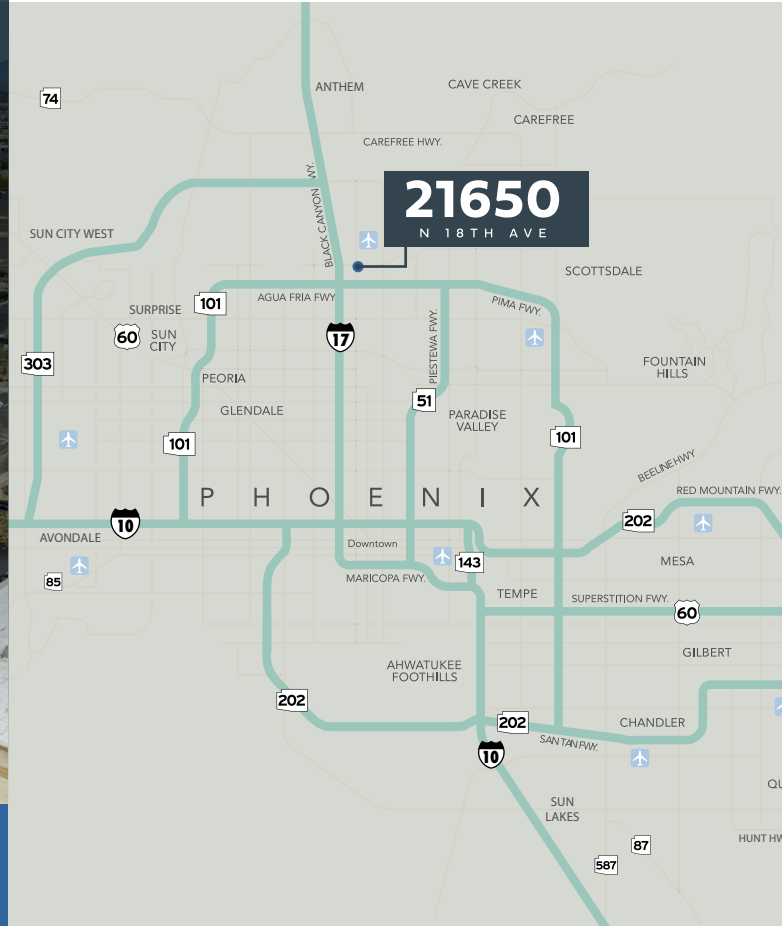 ANTHEM
CAVE CREEK
74
CAREFREE
CAREFREE HWY.
BLACK CANYON WY.
21650
N 18TH AVE
SUN CITY WEST
SCOTTSDALE
AGUA FRIA FWY
PIMA FWY.
101
SURPRISE
60
SUN
CITY
17
PIESTEWA FWY.
303
FOUNTAIN
HILLS
PEORIA
51
GLENDALE
PARADISE
VALLEY
101
101
BEELINE HWY
RED MOUNTAIN FWY.
PHOENIX
10
202
AVONDALE
Downtown
143
MESA
85
MARICOPA FWY.
TEMPE
SUPERSTITION FWY.
60
GILBERT
AHWATUKEE
FOOTHILLS
202
202
CHANDLER
SANTAN FWY.
10
SUN
LAKES
QU
HUNT HW
87
587